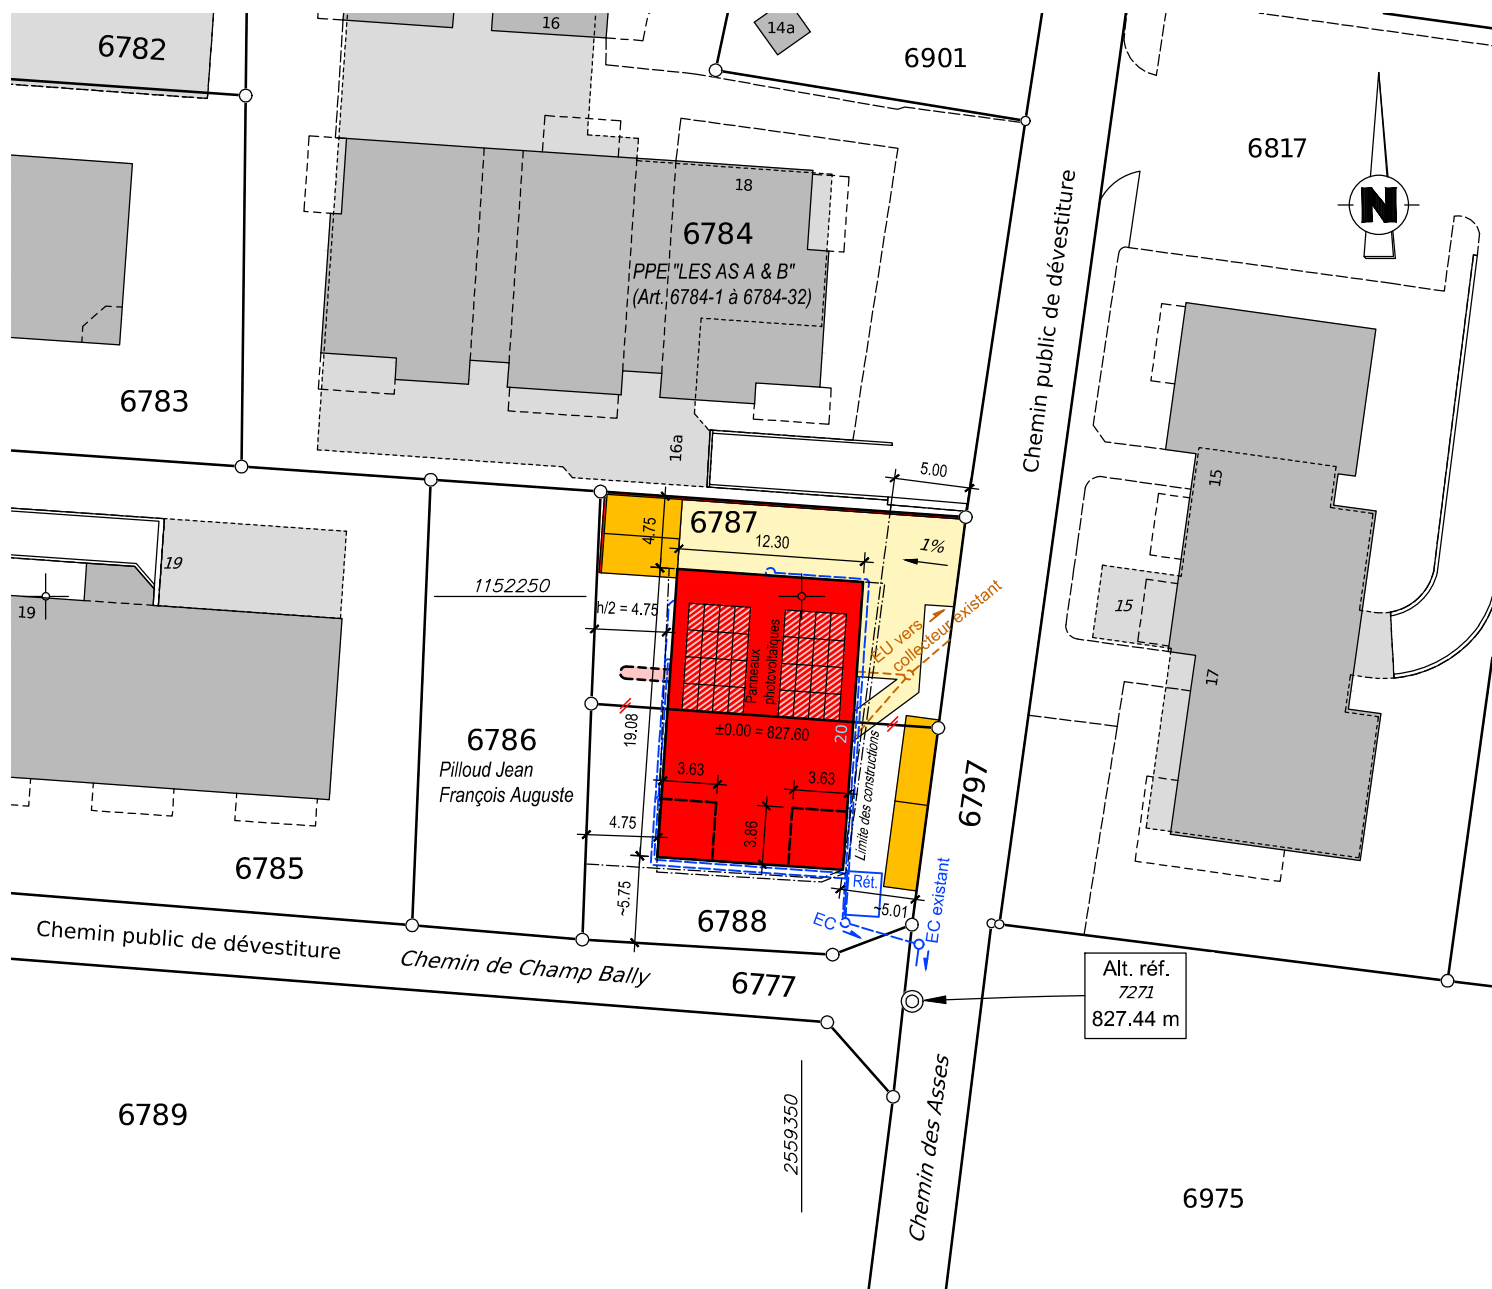 16
14a
6782
6901
6817
18
6784
PPE "LES AS A & B"
(Art. 6784-1 à 6784-32)
N
Chemin public de dévestiture
6783
16a
5.00
15
6787
4.75
12.30
1%
19
1152250
19
h/2 = 4.75
EU vers
collecteur existant
15
Panneaux
photovoltaïques
17
±0.00 = 827.60
20
19.08
6786
Pilloud Jean
François Auguste
3.63
3.63
Limite des constructions
6797
4.75
3.86
6785
Rét.
~5.75
6788
~5.01
EC
EC existant
Chemin public de dévestiture
Chemin de Champ Bally
6777
Alt. réf.
7271
827.44 m
6789
2559350
Chemin des Asses
6975